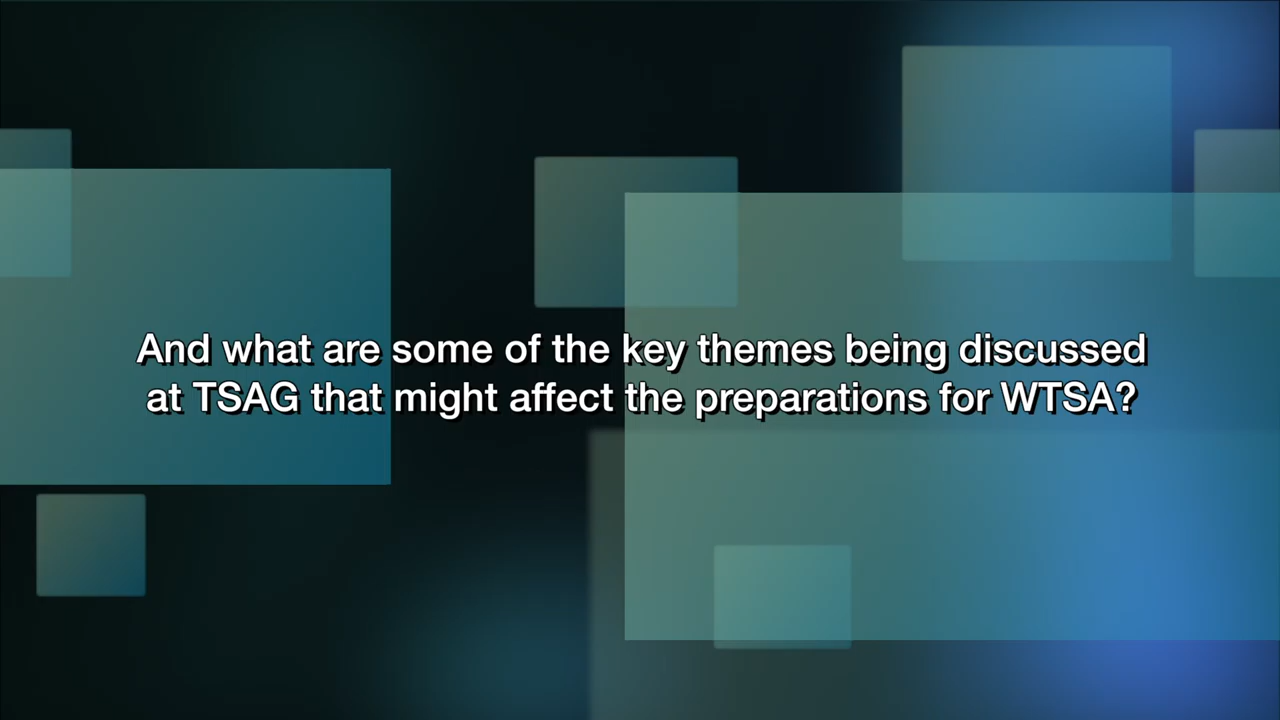 And what are some of the key themes being discussed
at TSAG that might affect the preparations for WTSA?